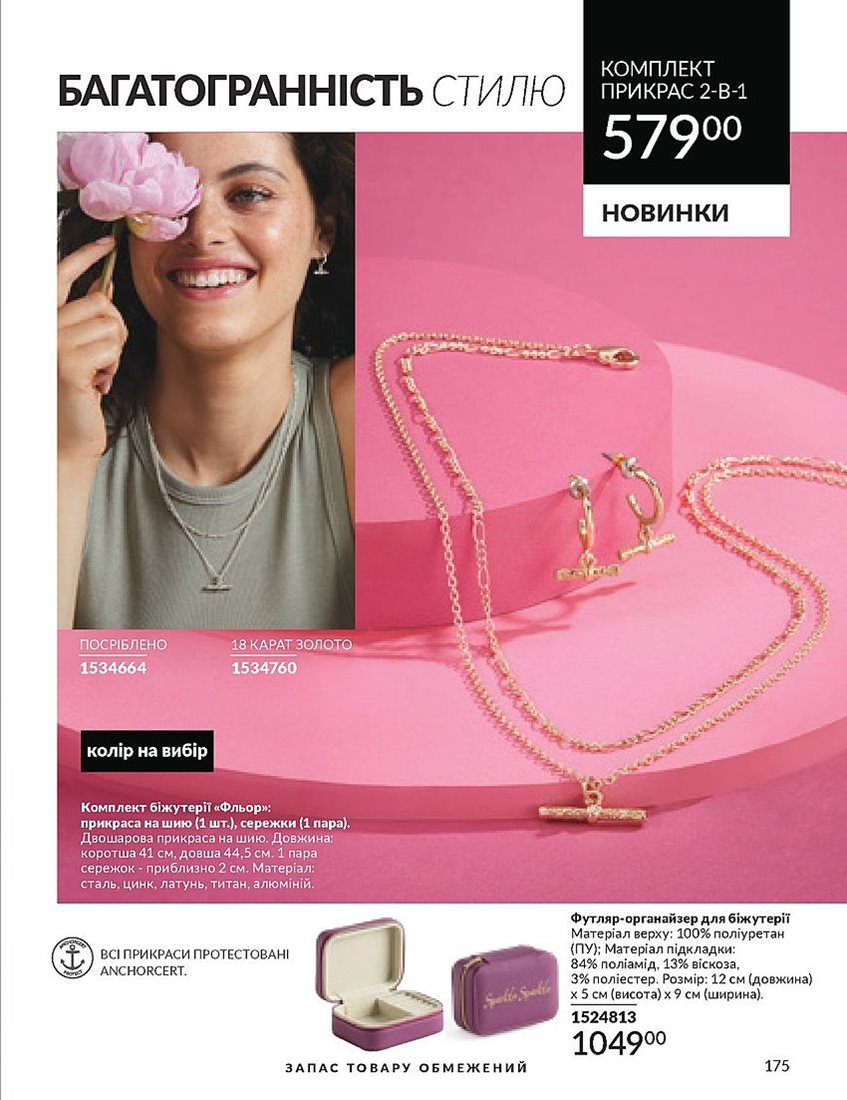 БАГАТОГРАННІСТЬ СТИЛЮ
КОМПЛЕКТ
ПРИКРАС 2-В-1
579⁰⁰
НОВИНКИ
ПОСРІБЛЕНО
1534664
18 КАРАТ ЗОЛОТО
1534760
колір на вибір
Комплект біжутерії «Фльор»:
прикраса на шию (1 шт.), сережки (1 пара).
Двошарова прикраса на шию. Довжина:
коротша 41 см, довша 44,5 см. 1 пара
сережок - приблизно 2 см. Матеріал:
сталь, цинк, латунь, титан, алюміній.
ANCHORCERT
PROTECT
ВСІ ПРИКРАСИ ПРОТЕСТОВАНІ
ANCHORCERT.
Sparkle Sparkle
Футляр-органайзер для біжутерії
Матеріал верху: 100% поліуретан
(ПУ); Матеріал підкладки:
84% поліамід, 13% віскоза,
3% поліестер. Розмір: 12 см (довжина)
х 5 см (висота) х 9 см (ширина).
1524813
1049⁰⁰
ЗАПАС ТОВАРУ ОБМЕЖЕНИЙ
175